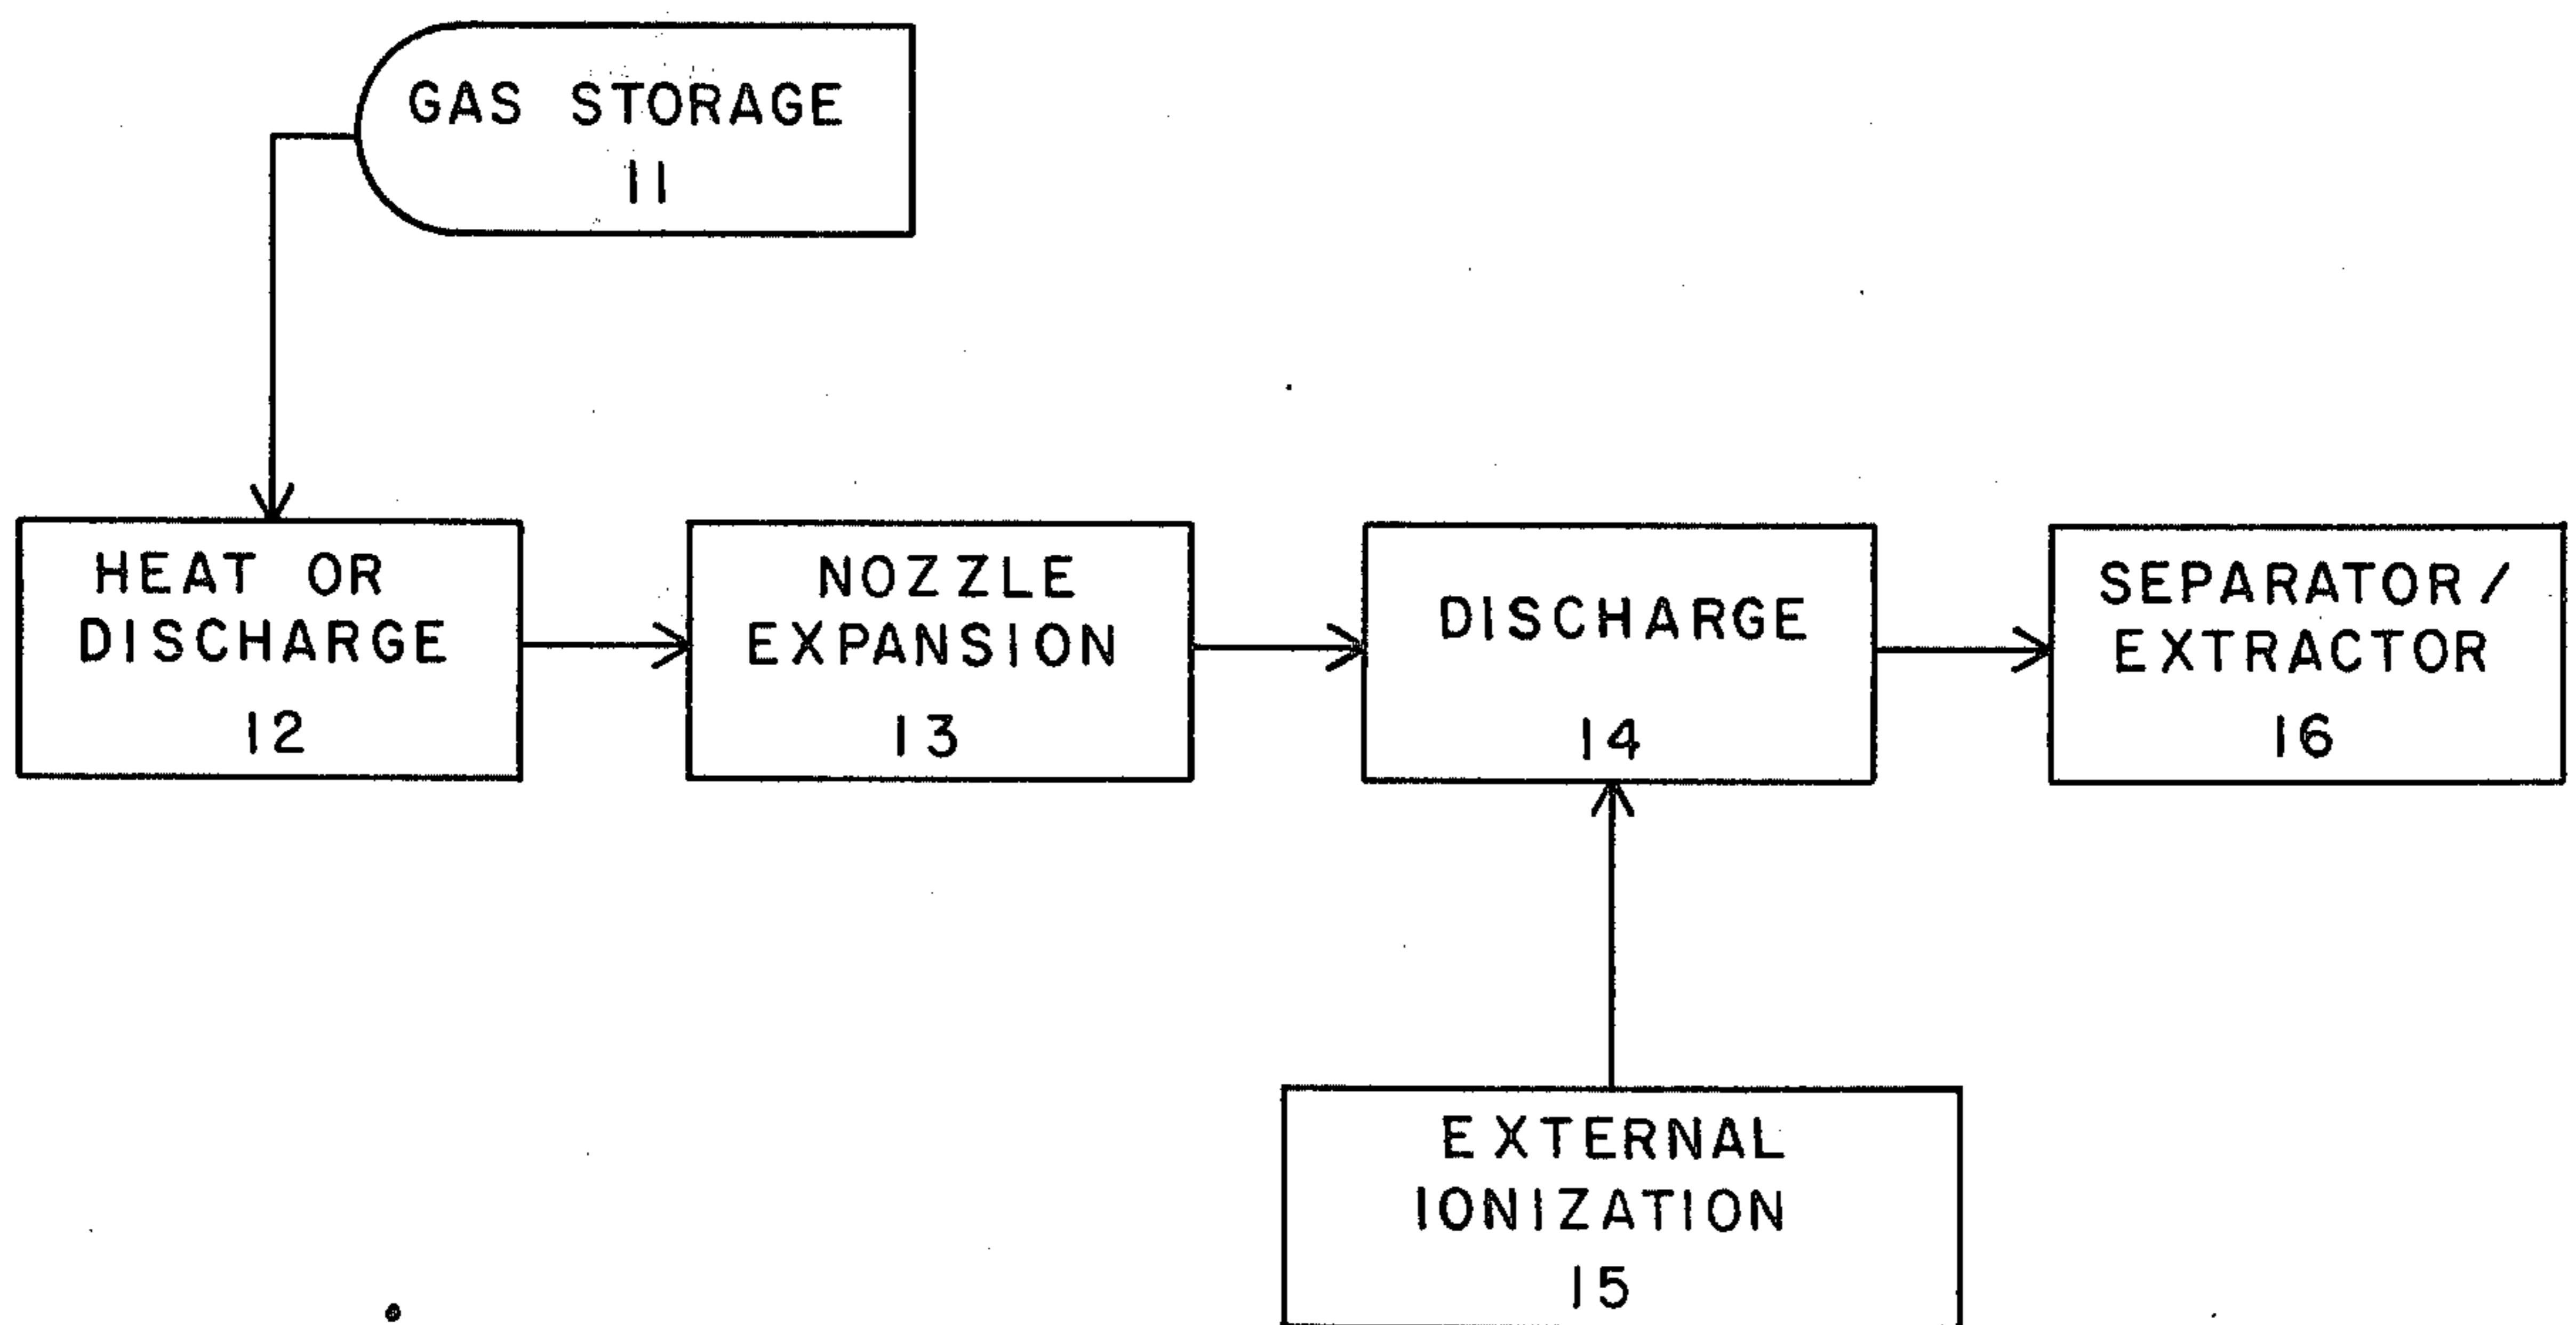 GAS STORAGE
11
HEAT OR
DISCHARGE
12
NOZZLE
EXPANSION
13
DISCHARGE
14
SEPARATOR/
EXTRACTOR
16
EXTERNAL
IONIZATION
15